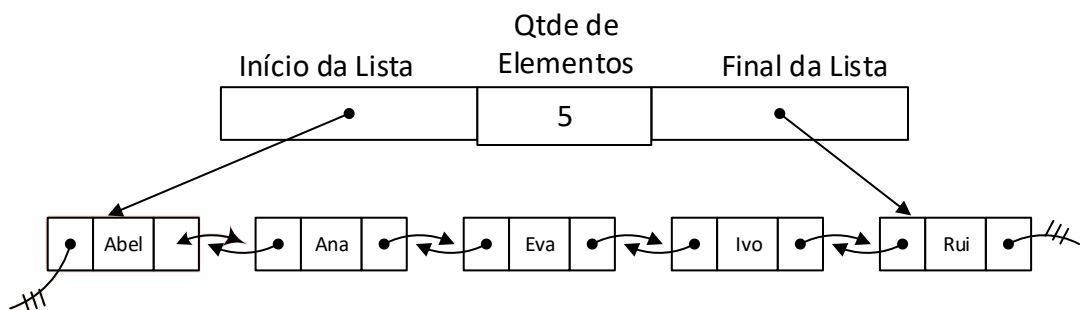 Qtde de
Início da Lista Elementos Final da Lista
5
Abel Ana Eva Ivo Rui